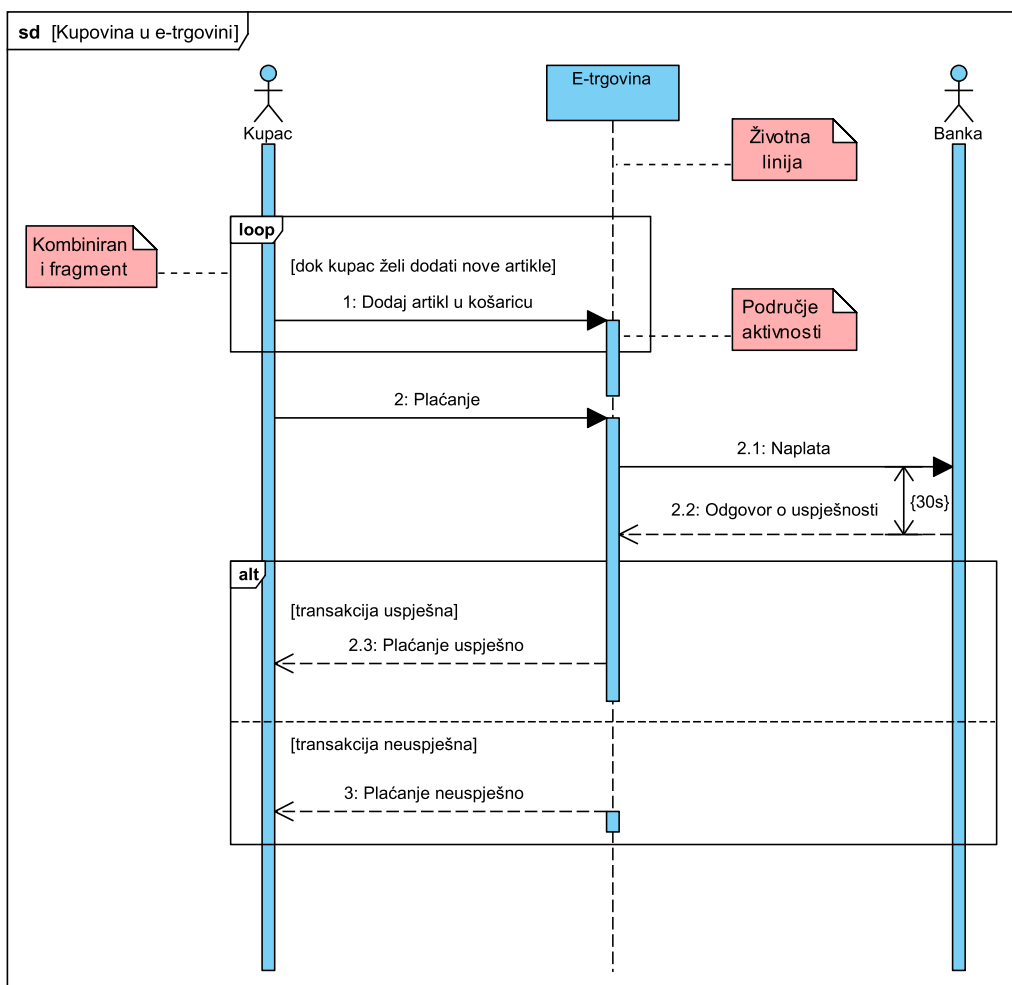 sd [Kupovina u e-trgovini]
Kupac
E-trgovina
Banka
Životna
linija
loop
Kombiniran
i fragment
[dok kupac želi dodati nove artikle]
1: Dodaj artikl u košaricu
Područje
aktivnosti
2: Plaćanje
2.1: Naplata
{30s}
2.2: Odgovor o uspješnosti
alt
[transakcija uspješna]
2.3: Plaćanje uspješno
[transakcija neuspješna]
3: Plaćanje neuspješno